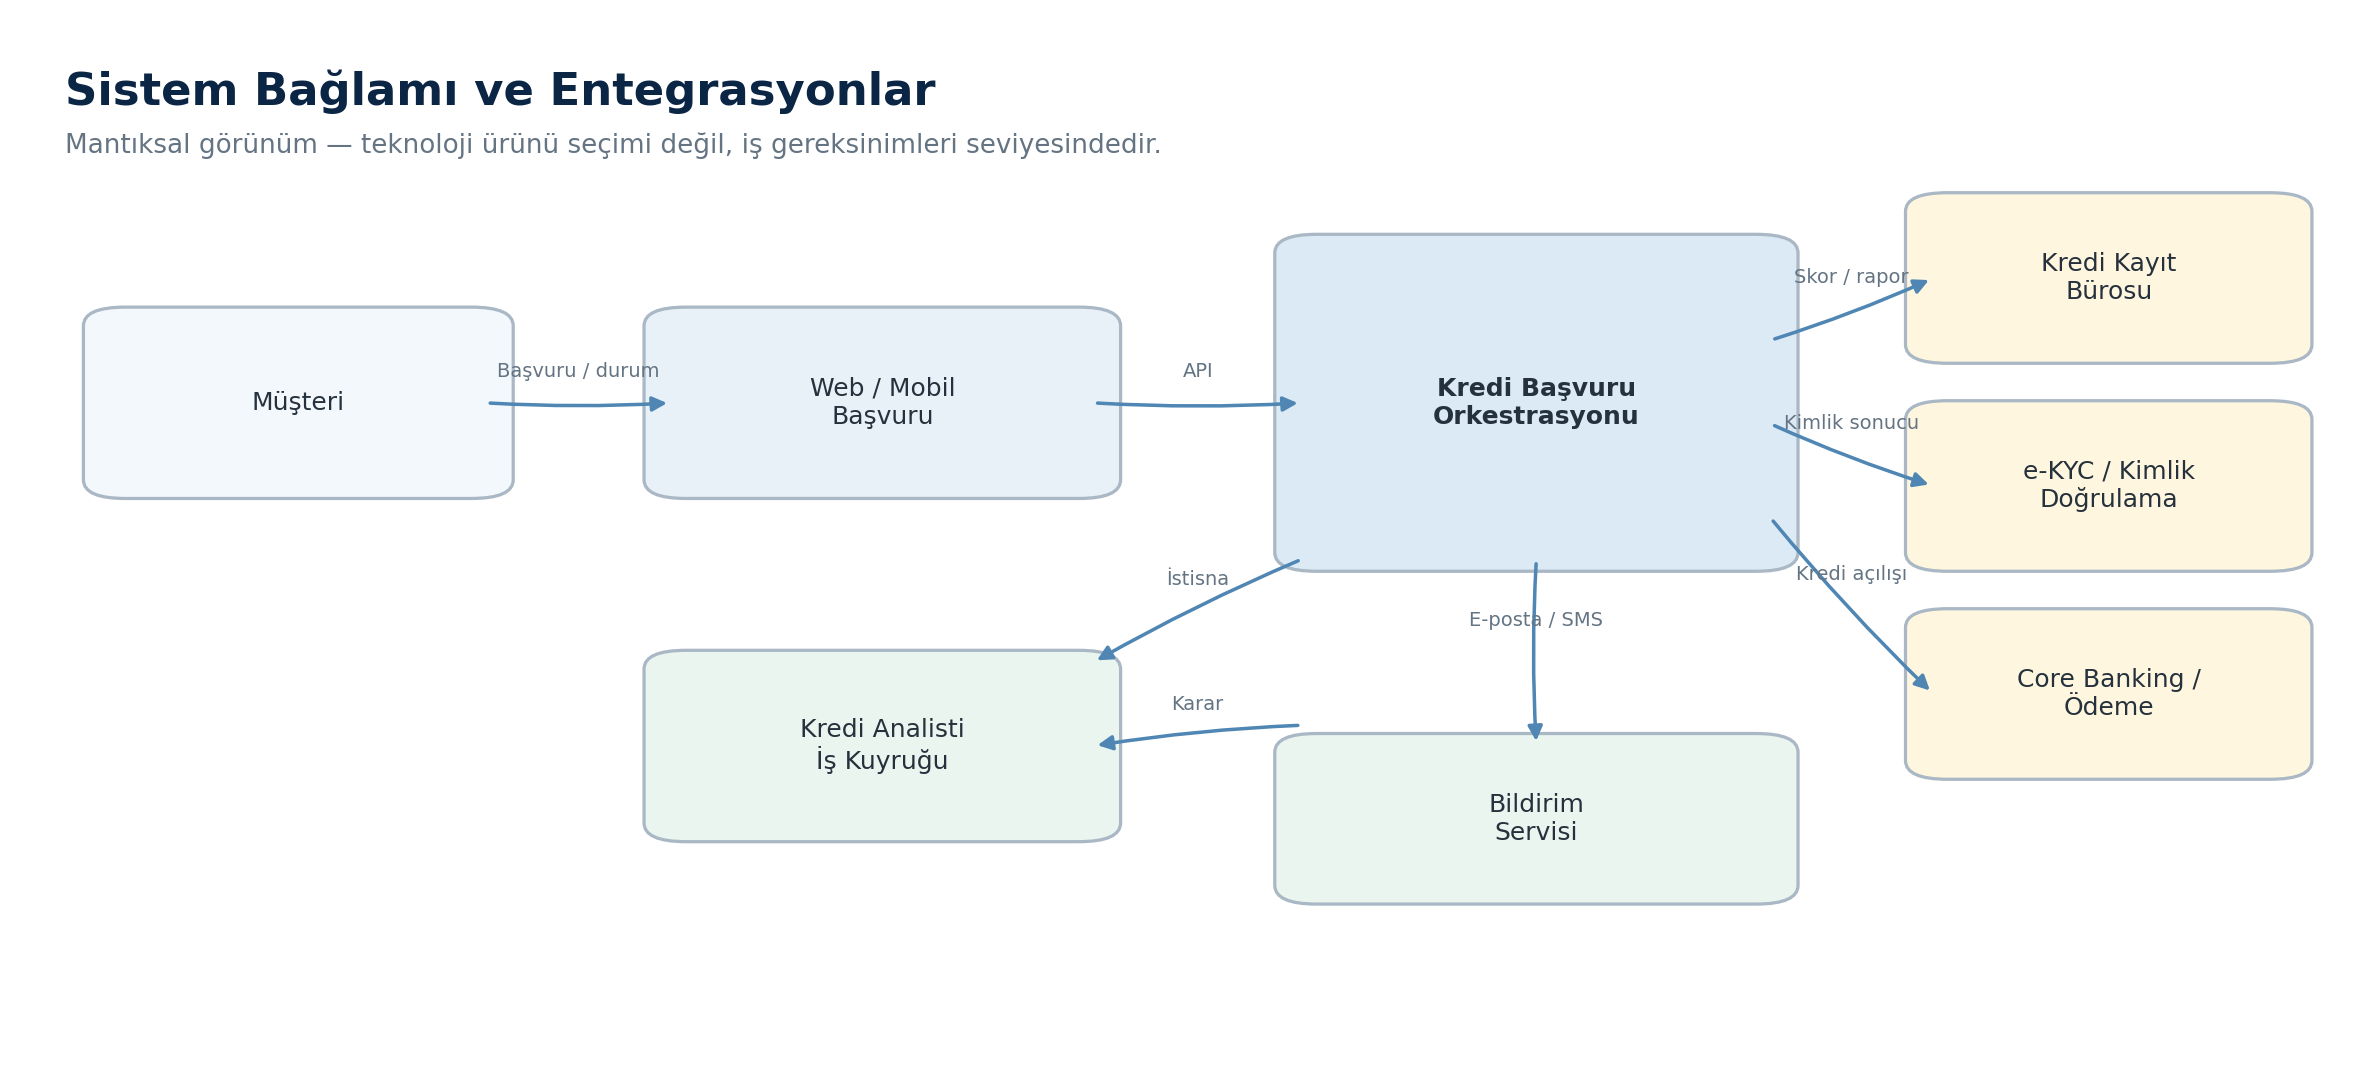 Sistem Bağlamı ve Entegrasyonlar
Mantıksal görünüm — teknoloji ürünü seçimi değil, iş gereksinimleri seviyesindedir.
Müşteri
Başvuru / durum
Web / Mobil
Başvuru
API
Kredi Başvuru
Orkestrasyonu
Skor / rapor
Kredi Kayıt
Bürosu
Kimlik sonucu
e-KYC / Kimlik
Doğrulama
Kredi açılışı
Core Banking /
Ödeme
İstisna
E-posta / SMS
Karar
Kredi Analisti
İş Kuyruğu
Bildirim
Servisi